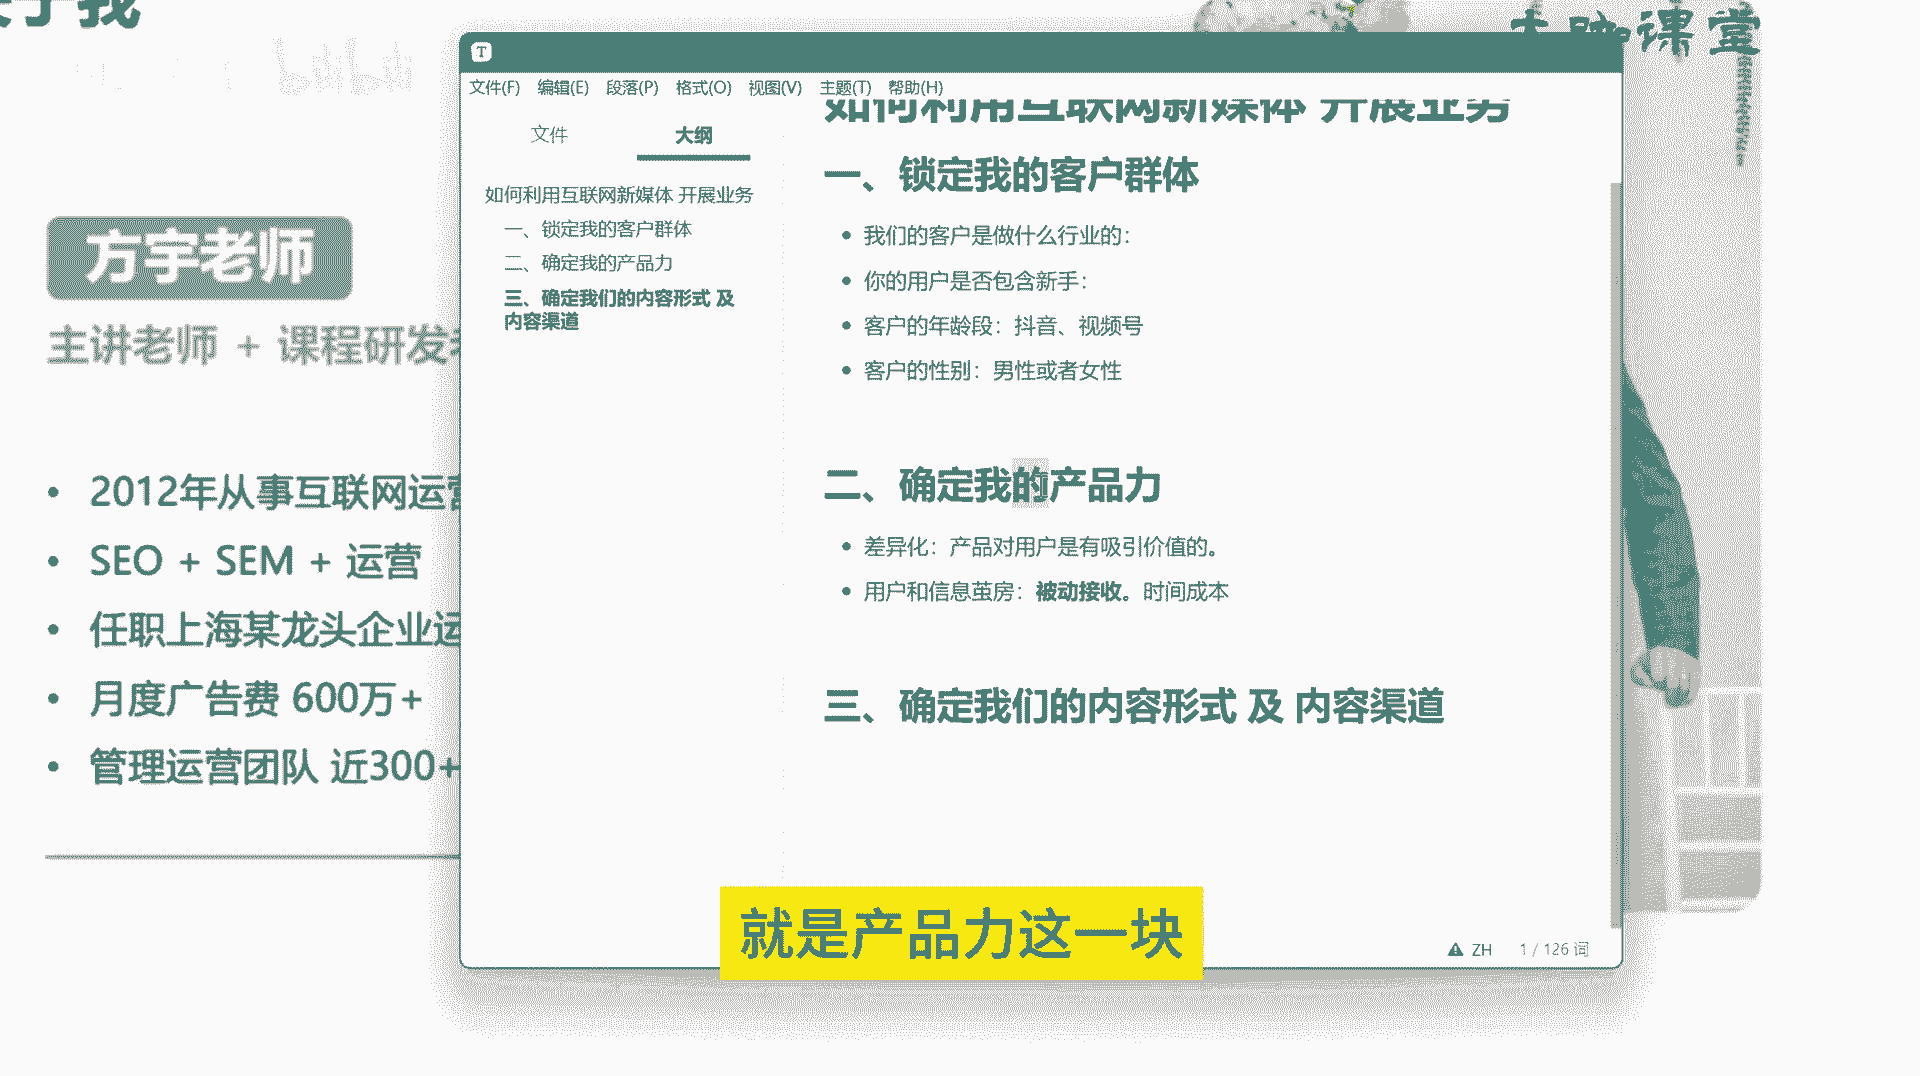 我
bilibili
课堂
T
文件(F) 编辑(E) 段落(P) 格式(O) 视图(V) 主题(T) 帮助(H)
文件 大纲
如何利用互联网新媒体 开展业务
一、锁定我的客户群体
二、确定我的产品力
三、确定我们的内容形式 及
内容渠道
如何利用互联网新媒体 开展业务
一、锁定我的客户群体
• 我们的客户是做什么行业的:
• 你的用户是否包含新手:
• 客户的年龄段:抖音、视频号
• 客户的性别:男性或者女性
二、确定我的产品力
• 差异化:产品对用户是有吸引价值的。
• 用户和信息茧房:被动接收。时间成本
三、确定我们的内容形式 及 内容渠道
ZH 1 / 126 词
方宇老师
主讲老师 + 课程研发
• 2012年从事互联网运营
• SEO + SEM + 运营
• 任职上海某龙头企业运
• 月度广告费 600万+
• 管理运营团队 近300+
就是产品力这一块